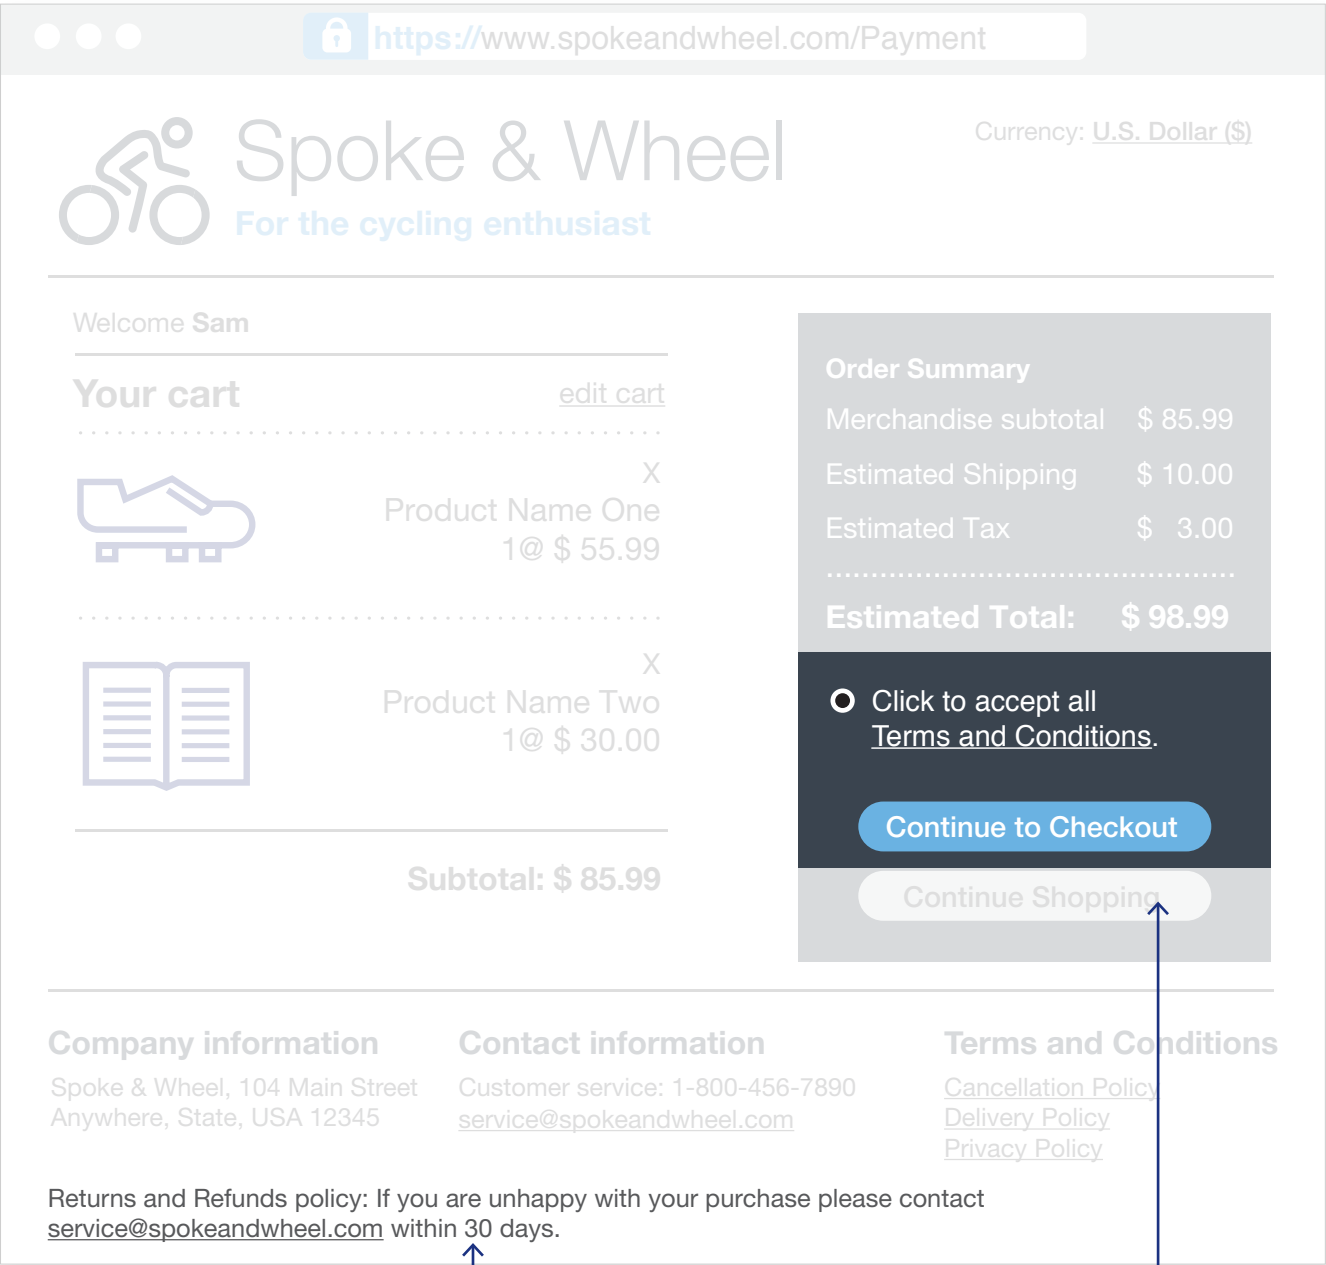 https://www.spokeandwheel.com/Payment
Spoke & Wheel
For the cycling enthusiast
Currency: U.S. Dollar ($)
Welcome Sam
Your cart
edit cart
X
Product Name One
1@ $ 55.99
X
Product Name Two
1@ $ 30.00
Subtotal: $ 85.99
Order Summary
Merchandise subtotal $ 85.99
Estimated Shipping $ 10.00
Estimated Tax $ 3.00
Estimated Total: $ 98.99
Click to accept all
Terms and Conditions.
Continue to Checkout
Continue Shopping
Company information
Spoke & Wheel, 104 Main Street
Anywhere, State, USA 12345
Contact information
Customer service: 1-800-456-7890
service@spokeandwheel.com
Terms and Conditions
Cancellation Policy
Delivery Policy
Privacy Policy
Returns and Refunds policy: If you are unhappy with your purchase please contact
service@spokeandwheel.com within 30 days.